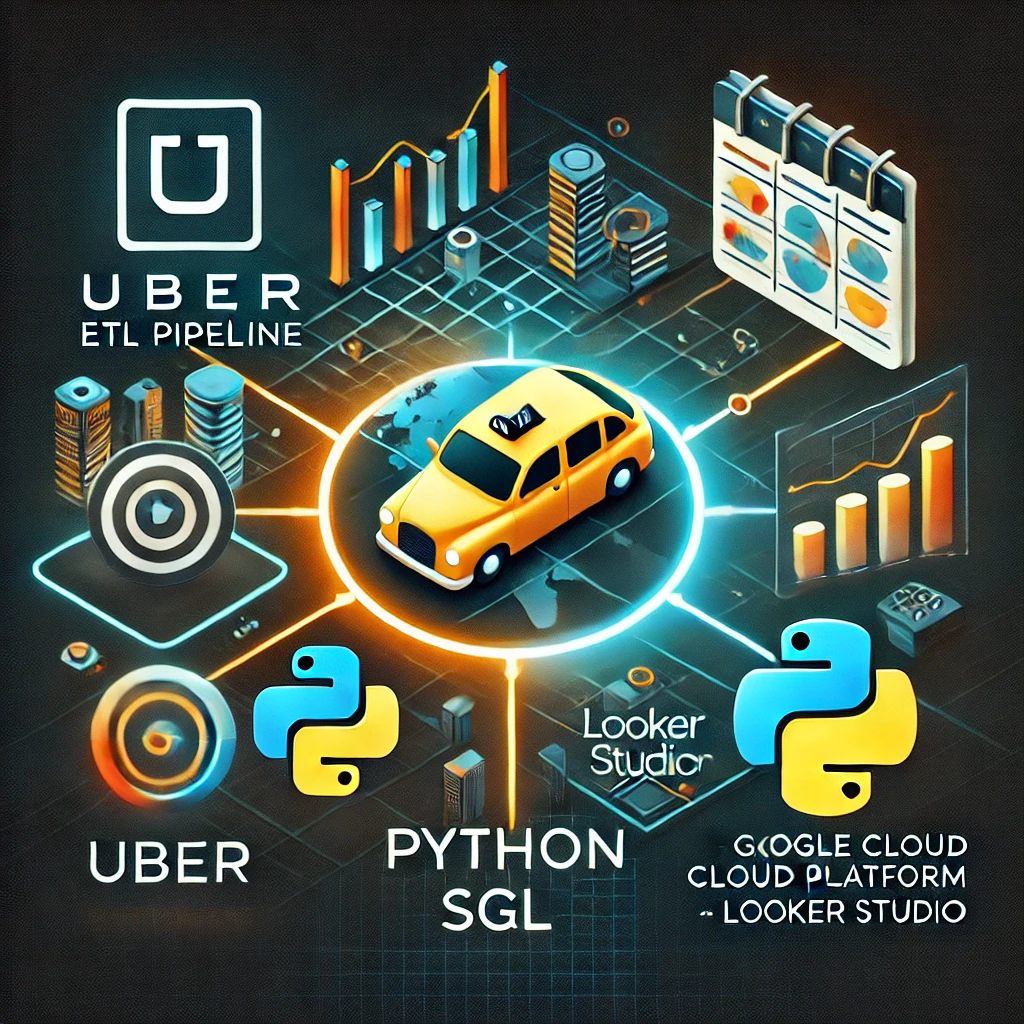 UBER
ETL PIPELINE
Looker
Studior
UBER
PYTHON
SGL
GOOGLE CLOUD
CLOUD PLATFORM
- LOOKER STUDIO